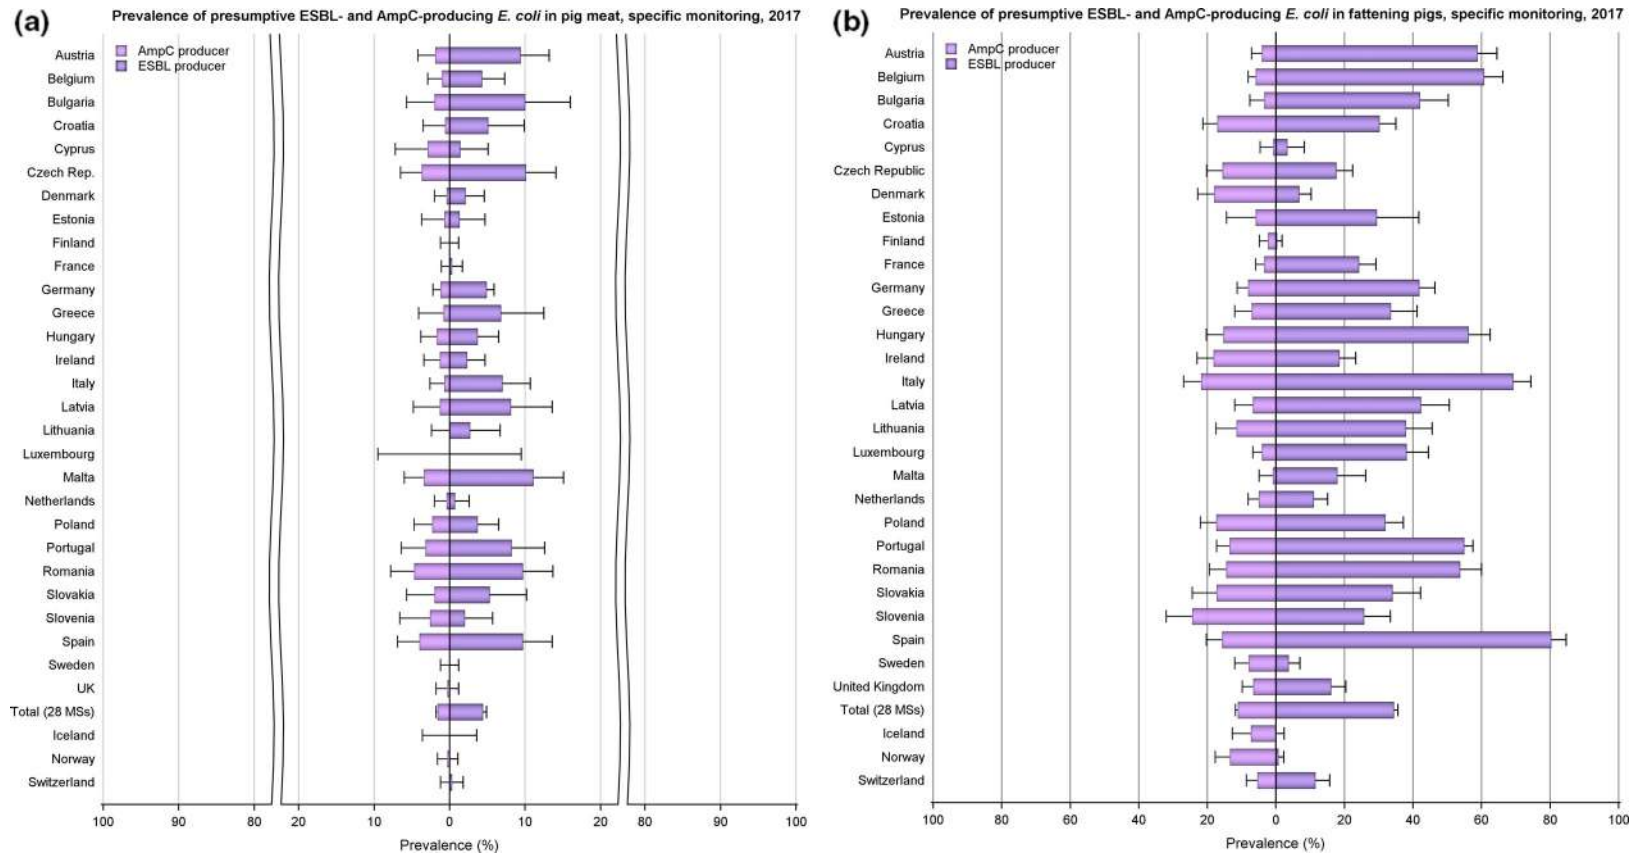 (a)
Prevalence of presumptive ESBL- and AmpC-producing E. coli in pig meat, specific monitoring, 2017
AmpC producer
ESBL producer
Austria
Belgium
Bulgaria
Croatia
Cyprus
Czech Rep.
Denmark
Estonia
Finland
France
Germany
Greece
Hungary
Ireland
Italy
Latvia
Lithuania
Luxembourg
Malta
Netherlands
Poland
Portugal
Romania
Slovakia
Slovenia
Spain
Sweden
UK
Total (28 MSs)
Iceland
Norway
Switzerland
100 90 80 20 10 0 10 20 80 90 100
Prevalence (%)
(b)
Prevalence of presumptive ESBL- and AmpC-producing E. coli in fattening pigs, specific monitoring, 2017
AmpC producer
ESBL producer
Austria
Belgium
Bulgaria
Croatia
Cyprus
Czech Republic
Denmark
Estonia
Finland
France
Germany
Greece
Hungary
Ireland
Italy
Latvia
Lithuania
Luxembourg
Malta
Netherlands
Poland
Portugal
Romania
Slovakia
Slovenia
Spain
Sweden
United Kingdom
Total (28 MSs)
Iceland
Norway
Switzerland
100 80 60 40 20 0 20 40 60 80 100
Prevalence (%)